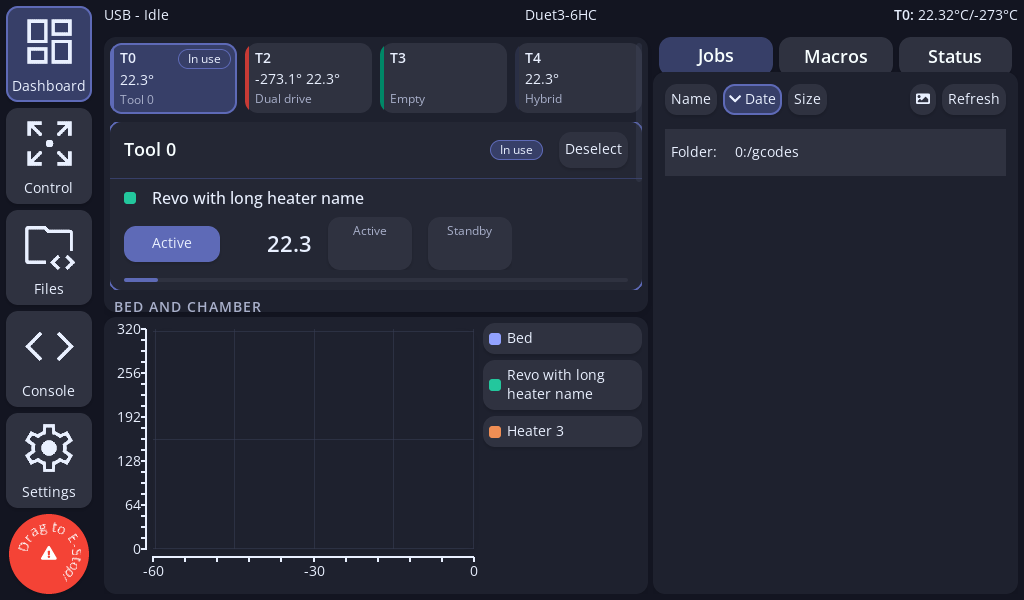 USB - Idle
Duet3-6HC
T0: 22.32°C/-273°C
Dashboard
Control
Files
Console
Settings
Drag to E-Stop!
T0
In use
22.3°
Tool 0
T2
-273.1° 22.3°
Dual drive
T3
Empty
T4
22.3°
Hybrid
Tool 0
In use
Deselect
Revo with long heater name
Active
22.3
Active
Standby
BED AND CHAMBER
320
256
192
128
64
0
-60
-30
0
Bed
Revo with long
heater name
Heater 3
Jobs
Macros
Status
Name
Date
Size
Refresh
Folder:
0:/gcodes